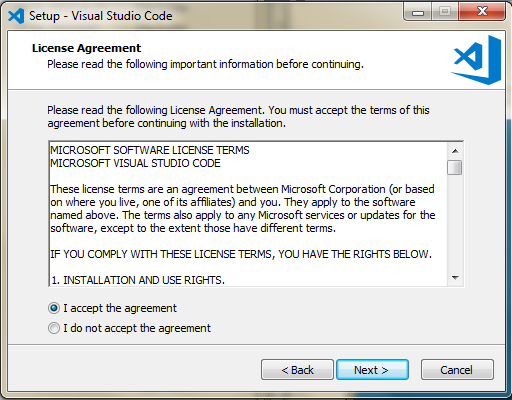 Setup - Visual Studio Code
License Agreement
Please read the following important information before continuing.
Please read the following License Agreement. You must accept the terms of this
agreement before continuing with the installation.
MICROSOFT SOFTWARE LICENSE TERMS
MICROSOFT VISUAL STUDIO CODE
These license terms are an agreement between Microsoft Corporation (or based
on where you live, one of its affiliates) and you. They apply to the software
named above. The terms also apply to any Microsoft services or updates for the
software, except to the extent those have different terms.
IF YOU COMPLY WITH THESE LICENSE TERMS, YOU HAVE THE RIGHTS BELOW.
1. INSTALLATION AND USE RIGHTS.
I accept the agreement
I do not accept the agreement
< Back Next > Cancel